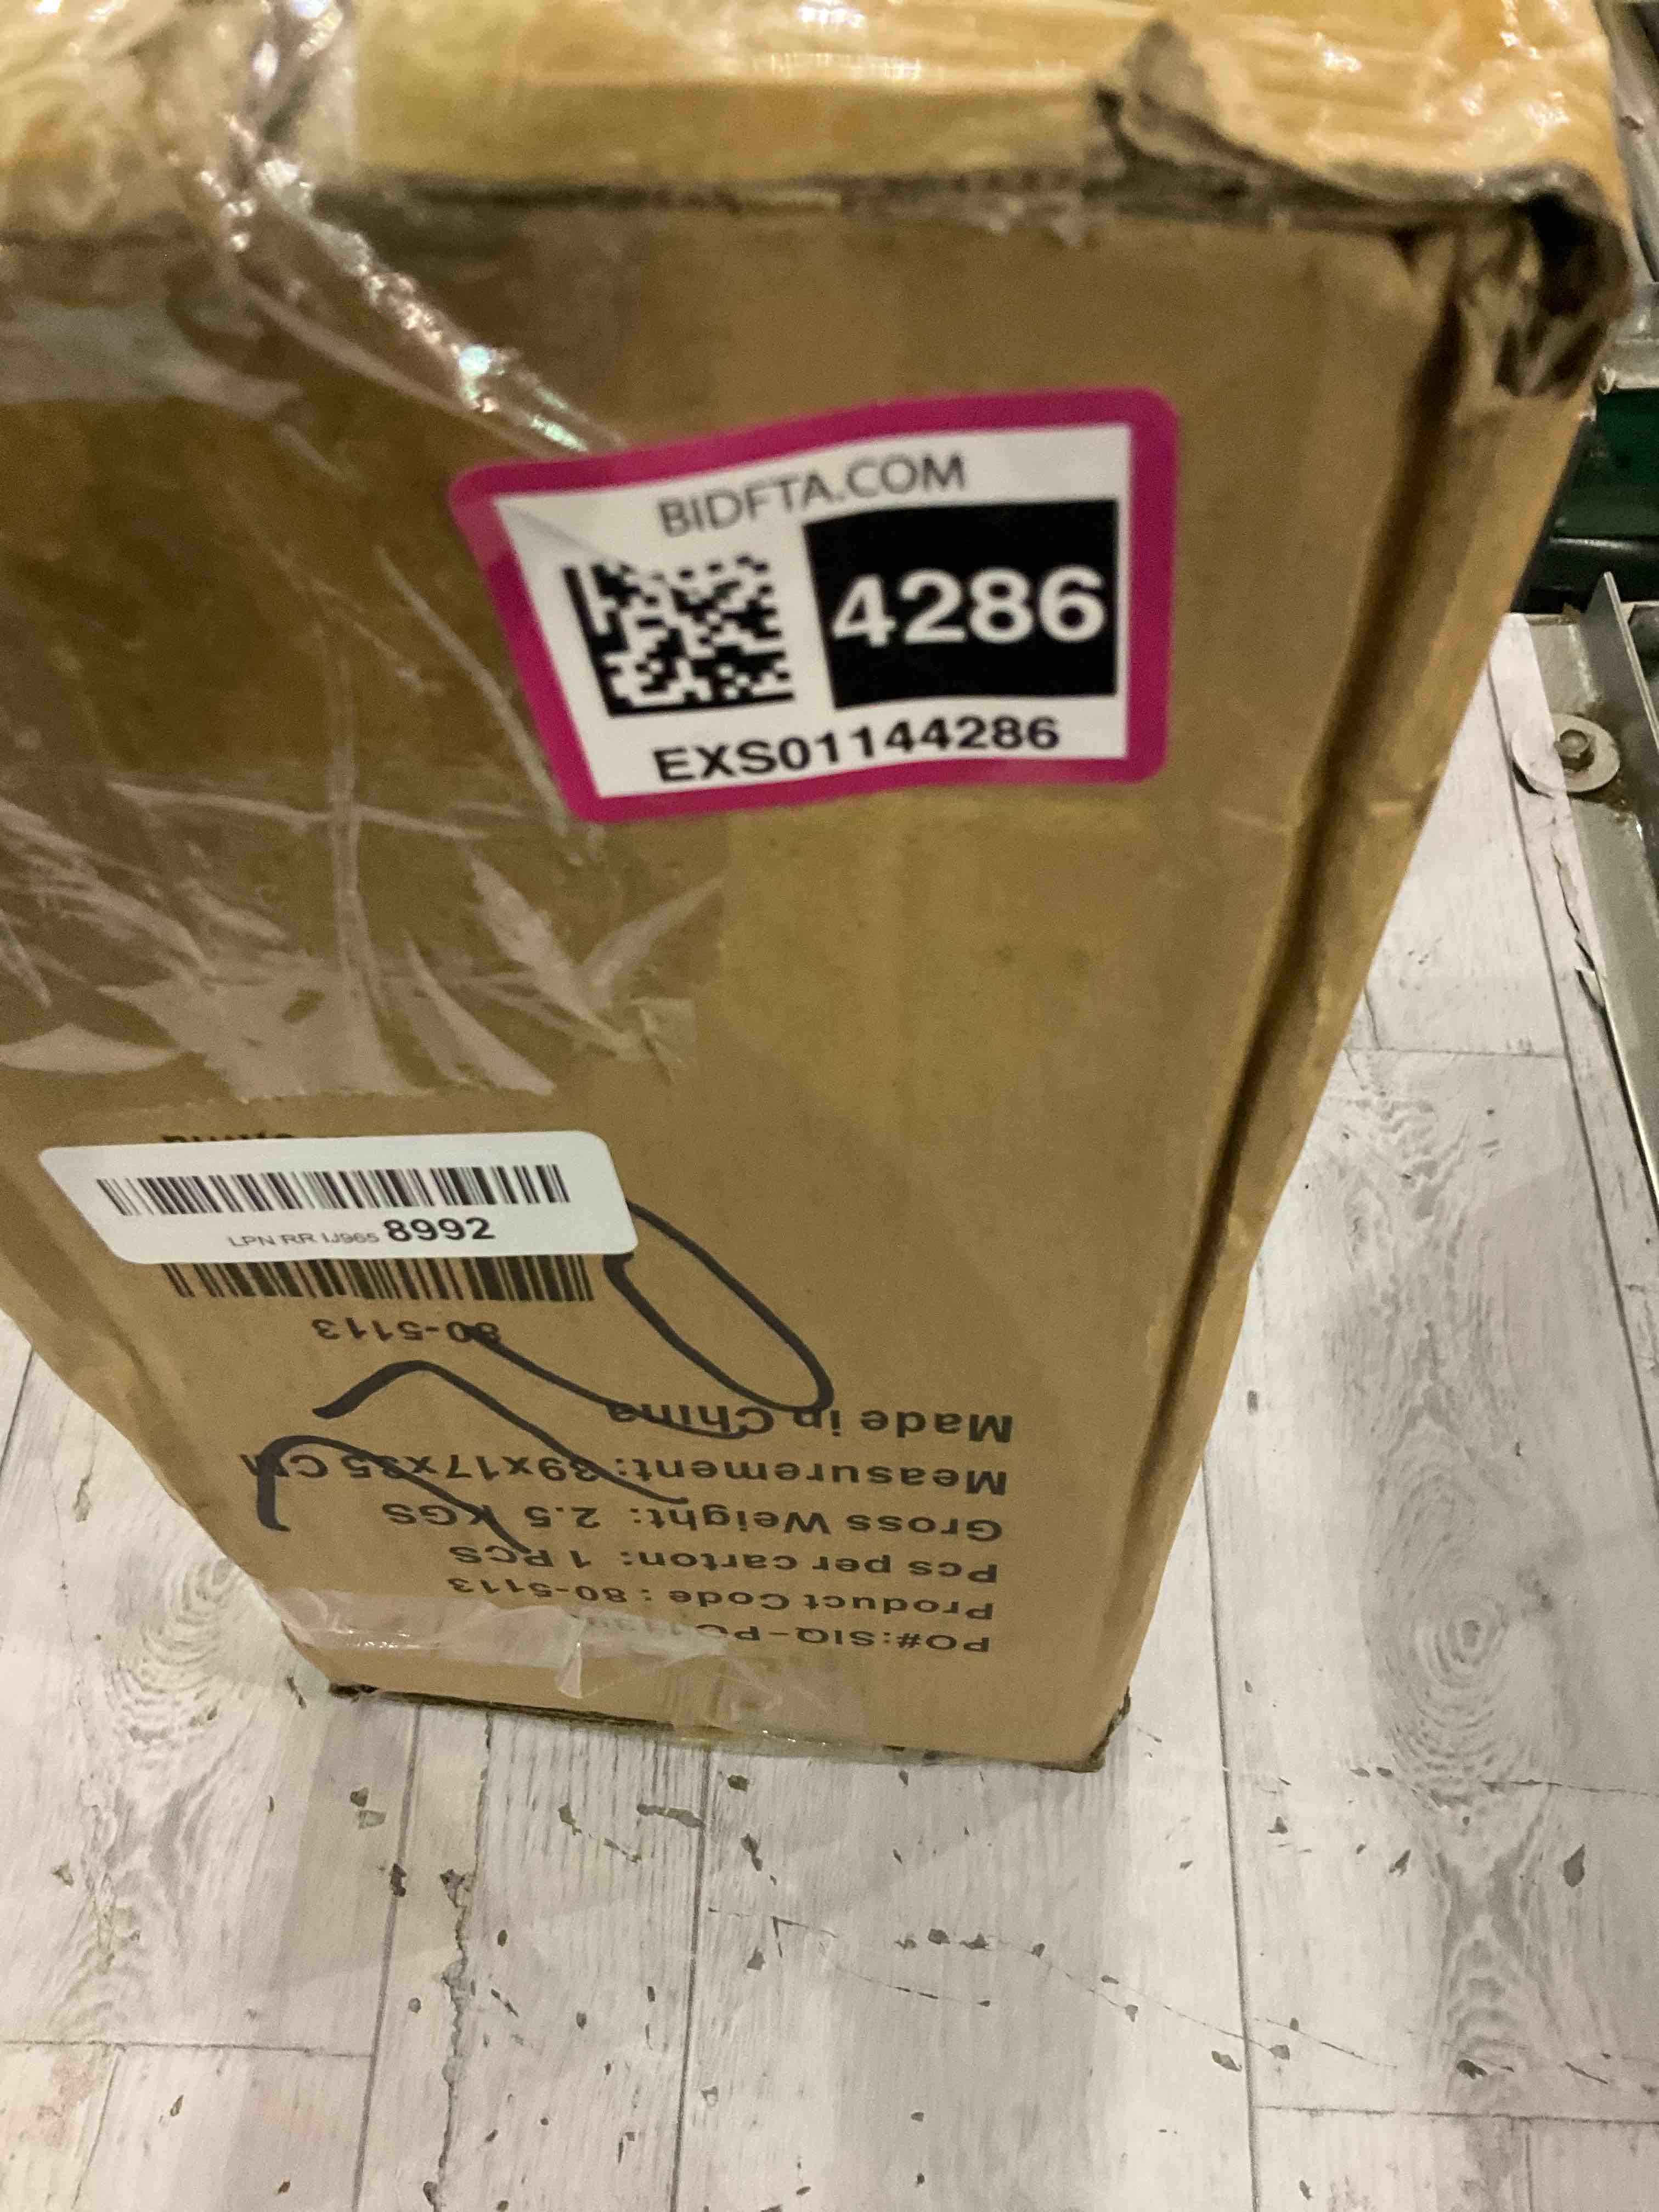 BIDFTA.COM
4286
EXS01144286
LPN RR IJ965 8992
PO#:SIQ-PO
Product Code : 80-5113
Pcs per carton: 1 PCS
Gross Weight: 2.5 KGS
Measurement: 39x17x35 CM
Made in China
80-5113